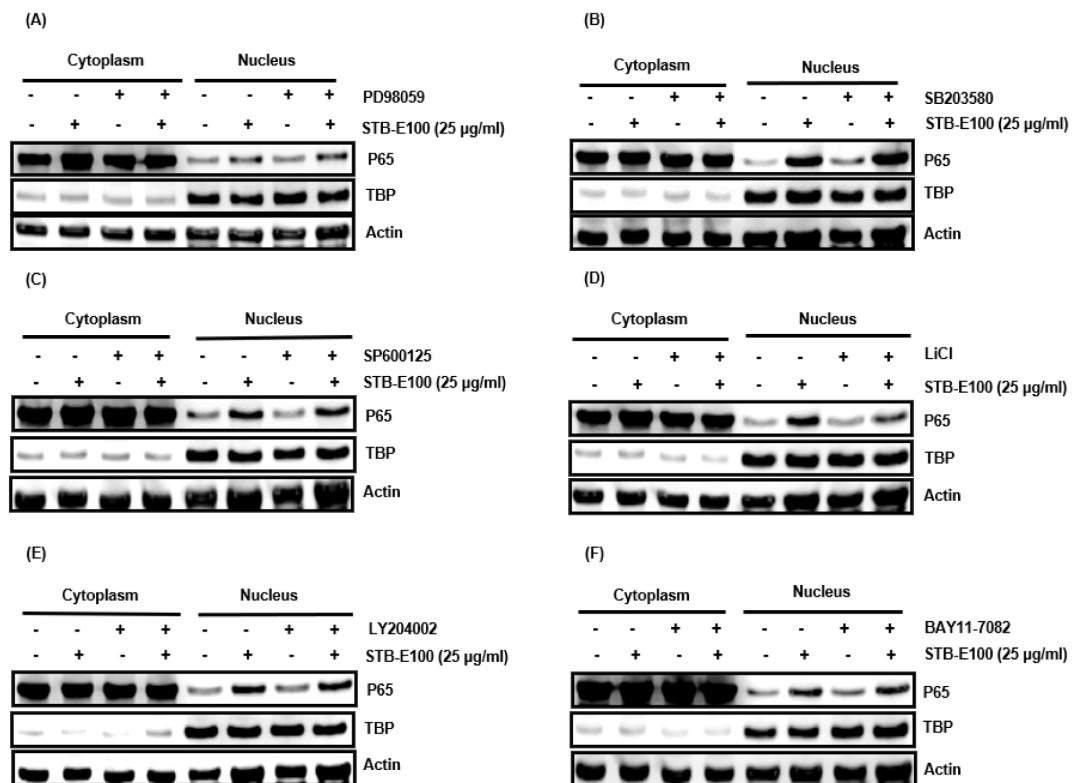 (A)
Cytoplasm Nucleus
- - + + - - + + PD98059
- + - + - + - + STB-E100 (25 µg/ml)
P65
TBP
Actin
(B)
Cytoplasm Nucleus
- - + + - - + + SB203580
- + - + - + - + STB-E100 (25 µg/ml)
P65
TBP
Actin
(C)
Cytoplasm Nucleus
- - + + - - + + SP600125
- + - + - + - + STB-E100 (25 µg/ml)
P65
TBP
Actin
(D)
Cytoplasm Nucleus
- - + + - - + + LiCl
- + - + - + - + STB-E100 (25 µg/ml)
P65
TBP
Actin
(E)
Cytoplasm Nucleus
- - + + - - + + LY204002
- + - + - + - + STB-E100 (25 µg/ml)
P65
TBP
Actin
(F)
Cytoplasm Nucleus
- - + + - - + + BAY11-7082
- + - + - + - + STB-E100 (25 µg/ml)
P65
TBP
Actin